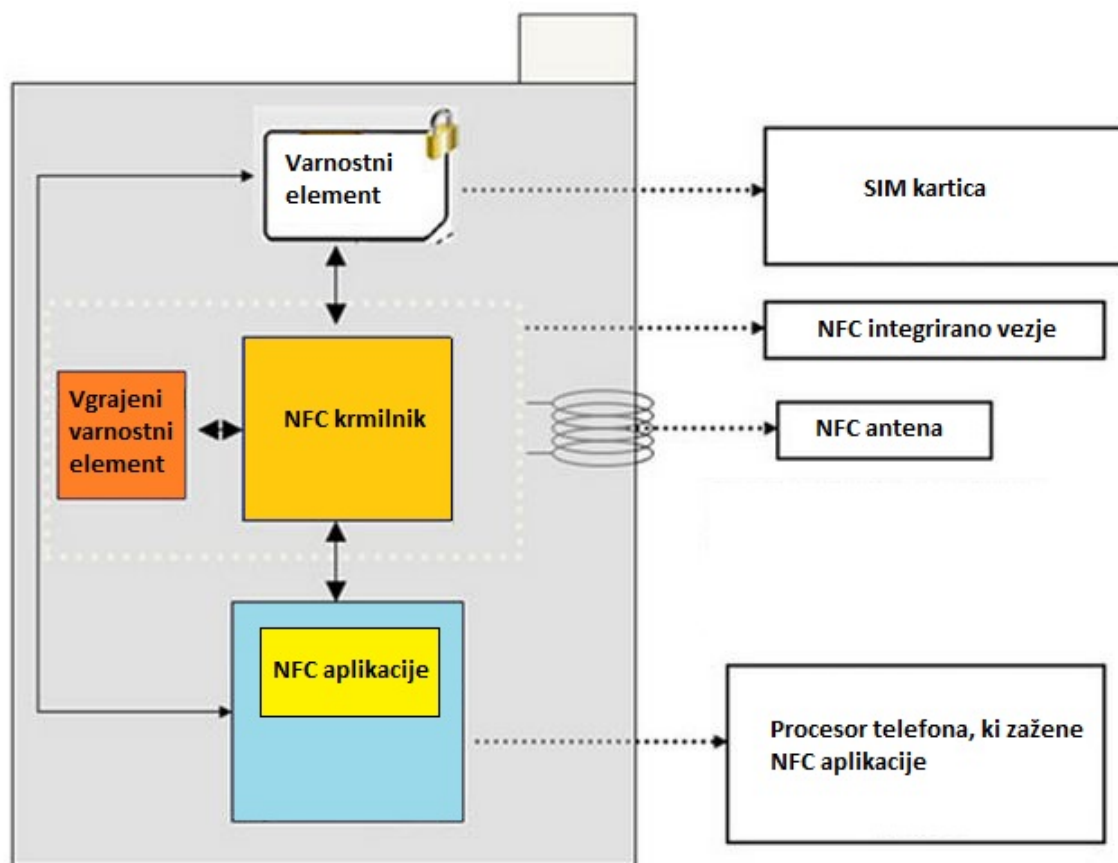 Varnostni
element
SIM kartica
NFC integrirano vezje
Vgrajeni
varnostni
element
NFC krmilnik
NFC antena
NFC aplikacije
Procesor telefona, ki zažene
NFC aplikacije